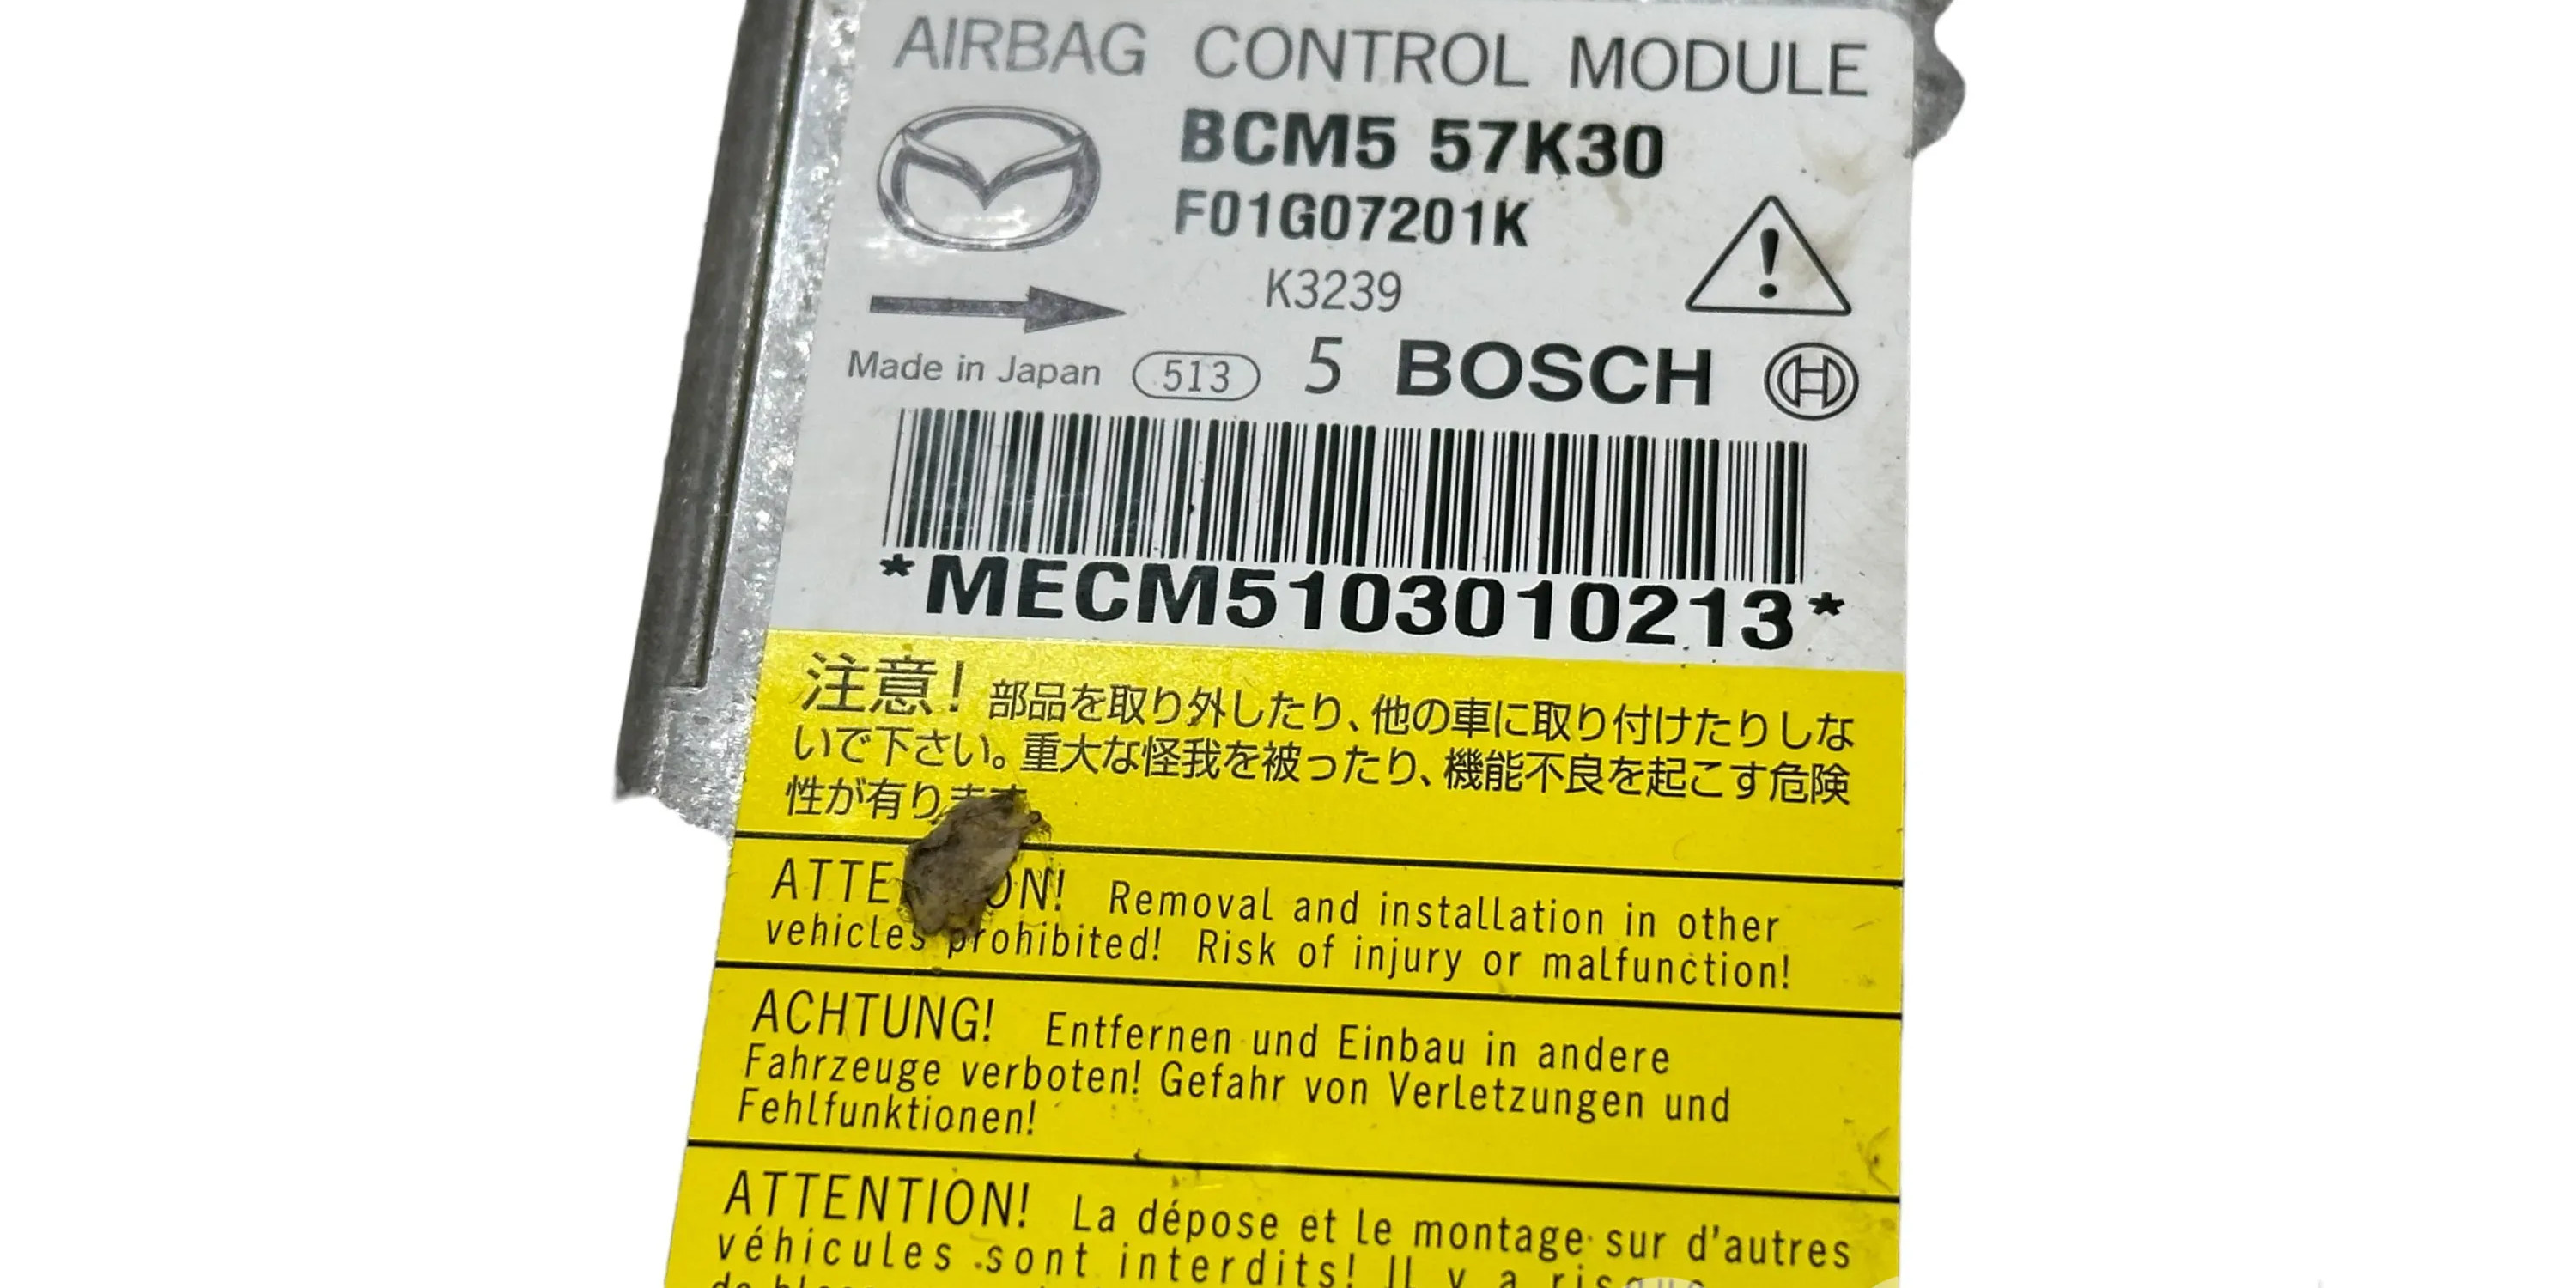 AIRBAG CONTROL MODULE
BCM5 57K30
F01G07201K
K3239
Made in Japan 513 5 BOSCH
*MECM5103010213*
注意! 部品を取り外したり、他の車に取り付けたりしな
いで下さい。重大な怪我を被ったり、機能不良を起こす危険
性が有り
Removal and installation in other
vehicles prohibited! Risk of injury or malfunction!
ACHTUNG! Entfernen und Einbau in andere
Fahrzeuge verboten! Gefahr von Verletzungen und
Fehlfunktionen!
ATTENTION! La dépose et le montage sur d'autres
véhicules sont interdits! Il y a risque